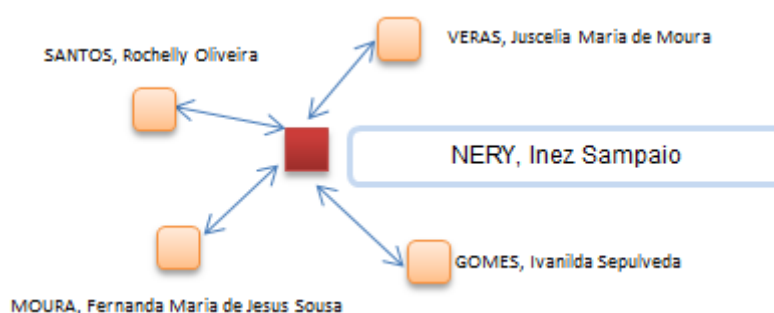 VERAS, Juscelia Maria de Moura
SANTOS, Rochelly Oliveira
NERY, Inez Sampaio
GOMES, Ivanilda Sepulveda
MOURA, Fernanda Maria de Jesus Sousa